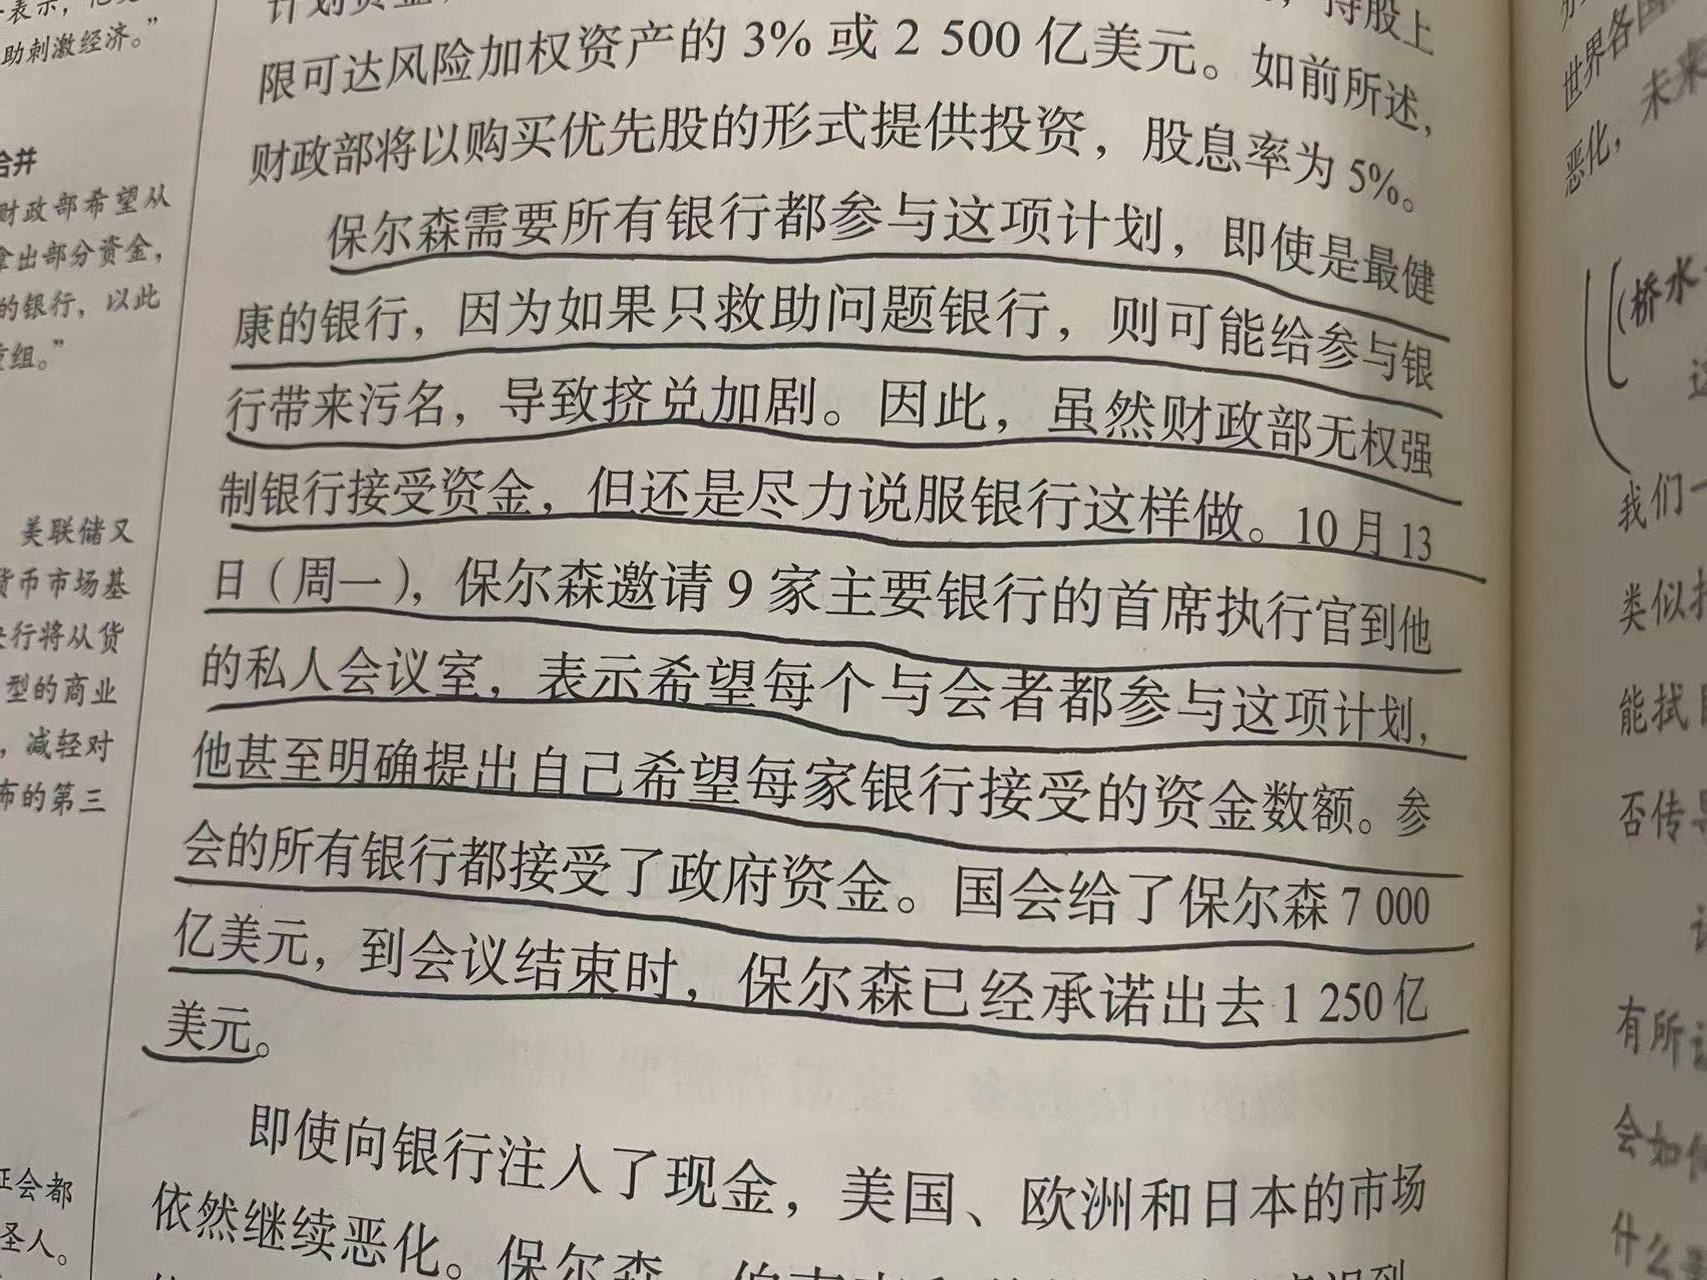 助刺激经济。”
合并
财政部希望从
拿出部分资金，
的银行，以此
重组。”
美联储又
货币市场基
行将从货
型的商业
，减轻对
布的第三
会都
圣人。
计划资金，
持股上
限可达风险加权资产的 3% 或 2 500 亿美元。如前所述，
财政部将以购买优先股的形式提供投资，股息率为 5%。
保尔森需要所有银行都参与这项计划，即使是最健
康的银行，因为如果只救助问题银行，则可能给参与银
行带来污名，导致挤兑加剧。因此，虽然财政部无权强
制银行接受资金，但还是尽力说服银行这样做。10 月 13
日（周一），保尔森邀请 9 家主要银行的首席执行官到他
的私人会议室，表示希望每个与会者都参与这项计划，
他甚至明确提出自己希望每家银行接受的资金数额。参
会的所有银行都接受了政府资金。国会给了保尔森 7 000
亿美元，到会议结束时，保尔森已经承诺出去 1 250 亿
美元。
即使向银行注入了现金，美国、欧洲和日本的市场
依然继续恶化。保尔森、
世界各国
恶化，未来
（桥水
我们一
类似
能拭
否传导
有所
会如何
什么